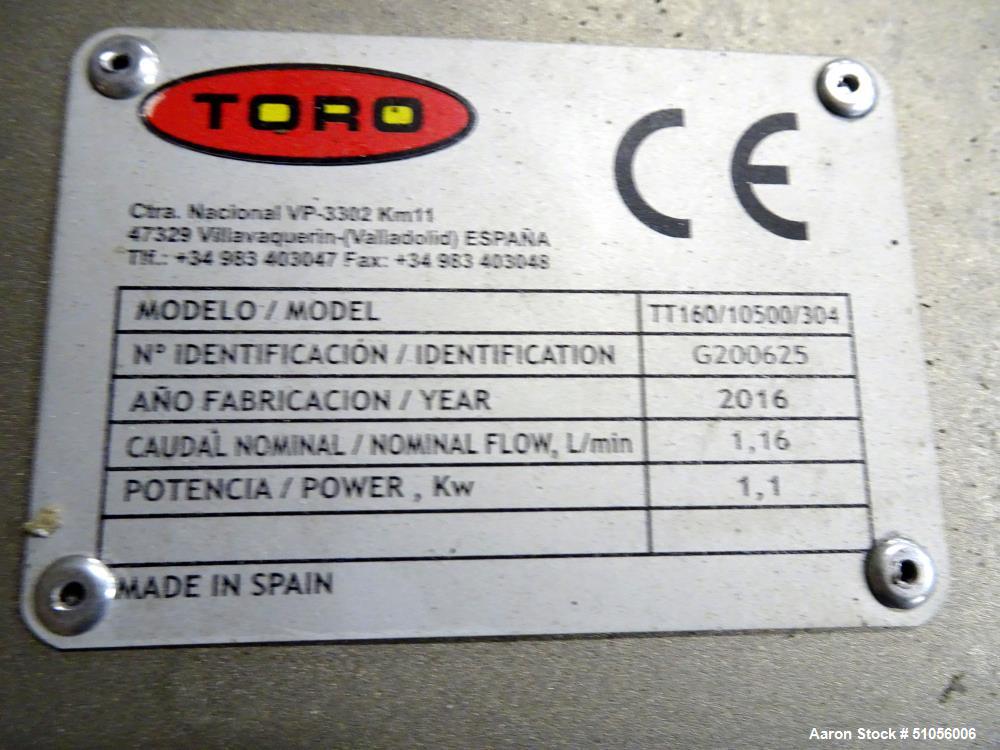 TORO
CE
Ctra. Nacional VP-3302 Km11
47329 Villavaquerin-(Valladolid) ESPAÑA
Tlf.: +34 983 403047 Fax: +34 983 403048
MODELO / MODEL TT160/10500/304
Nº IDENTIFICACIÓN / IDENTIFICATION G200625
AÑO FABRICACION / YEAR 2016
CAUDAL NOMINAL / NOMINAL FLOW, L/min 1,16
POTENCIA / POWER , Kw 1,1
MADE IN SPAIN
Aaron Stock # 51056006